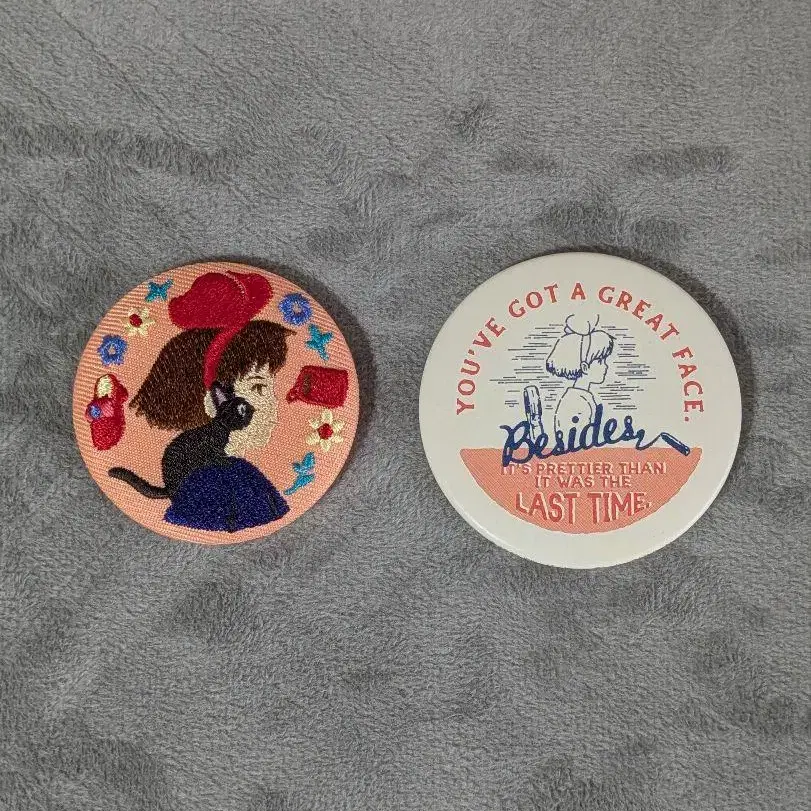 YOU'VE GOT A GREAT FACE.
Besides,
IT'S PRETTIER THAN
IT WAS THE
LAST TIME.